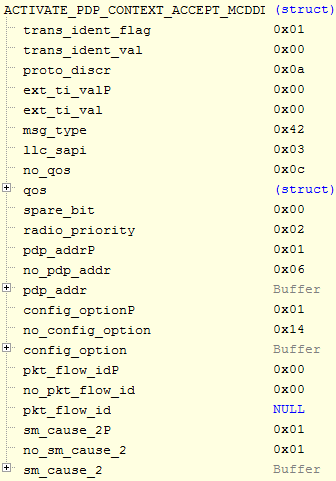 ACTIVATE_PDP_CONTEXT_ACCEPT_MCDDI (struct)
trans_ident_flag 0x01
trans_ident_val 0x00
proto_discr 0x0a
ext_ti_valP 0x00
ext_ti_val 0x00
msg_type 0x42
llc_sapi 0x03
no_qos 0x0c
qos (struct)
spare_bit 0x00
radio_priority 0x02
pdp_addrP 0x01
no_pdp_addr 0x06
pdp_addr Buffer
config_optionP 0x01
no_config_option 0x14
config_option Buffer
pkt_flow_idP 0x00
no_pkt_flow_id 0x00
pkt_flow_id NULL
sm_cause_2P 0x01
no_sm_cause_2 0x01
sm_cause_2 Buffer